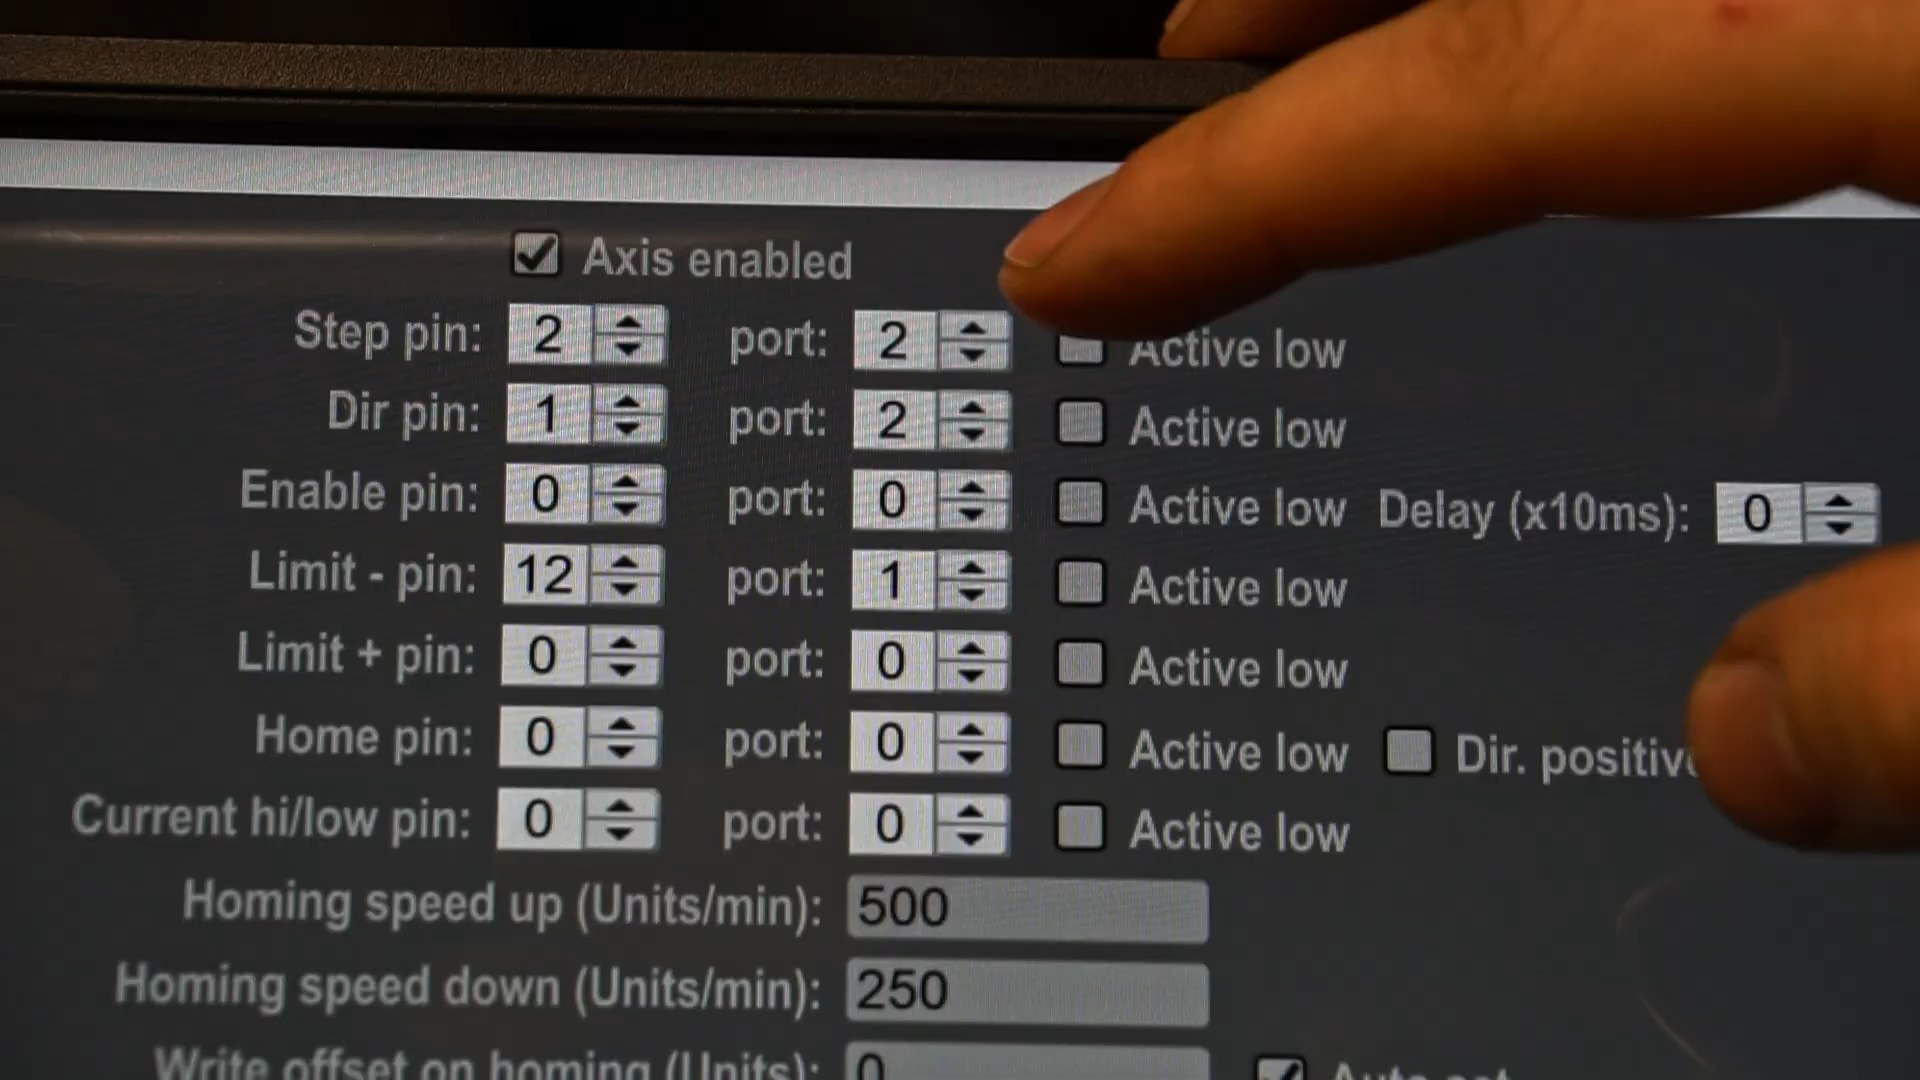 Axis enabled
Step pin: 2 port: 2 Active low
Dir pin: 1 port: 2 Active low
Enable pin: 0 port: 0 Active low Delay (x10ms): 0
Limit - pin: 12 port: 1 Active low
Limit + pin: 0 port: 0 Active low
Home pin: 0 port: 0 Active low Dir. positiv
Current hi/low pin: 0 port: 0 Active low
Homing speed up (Units/min): 500
Homing speed down (Units/min): 250
Write offset on homing (Units): 0 Auto set